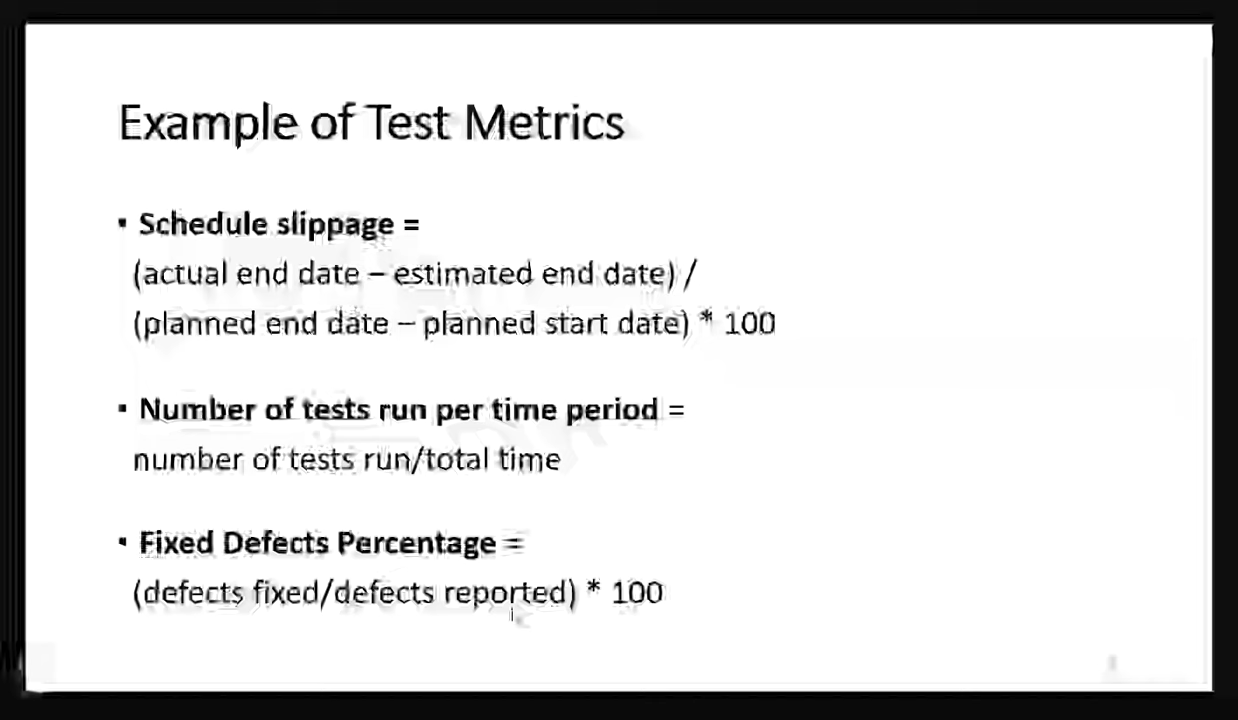 Example of Test Metrics
▪ Schedule slippage =
(actual end date – estimated end date) /
(planned end date – planned start date) * 100
▪ Number of tests run per time period =
number of tests run/total time
▪ Fixed Defects Percentage =
(defects fixed/defects reported) * 100